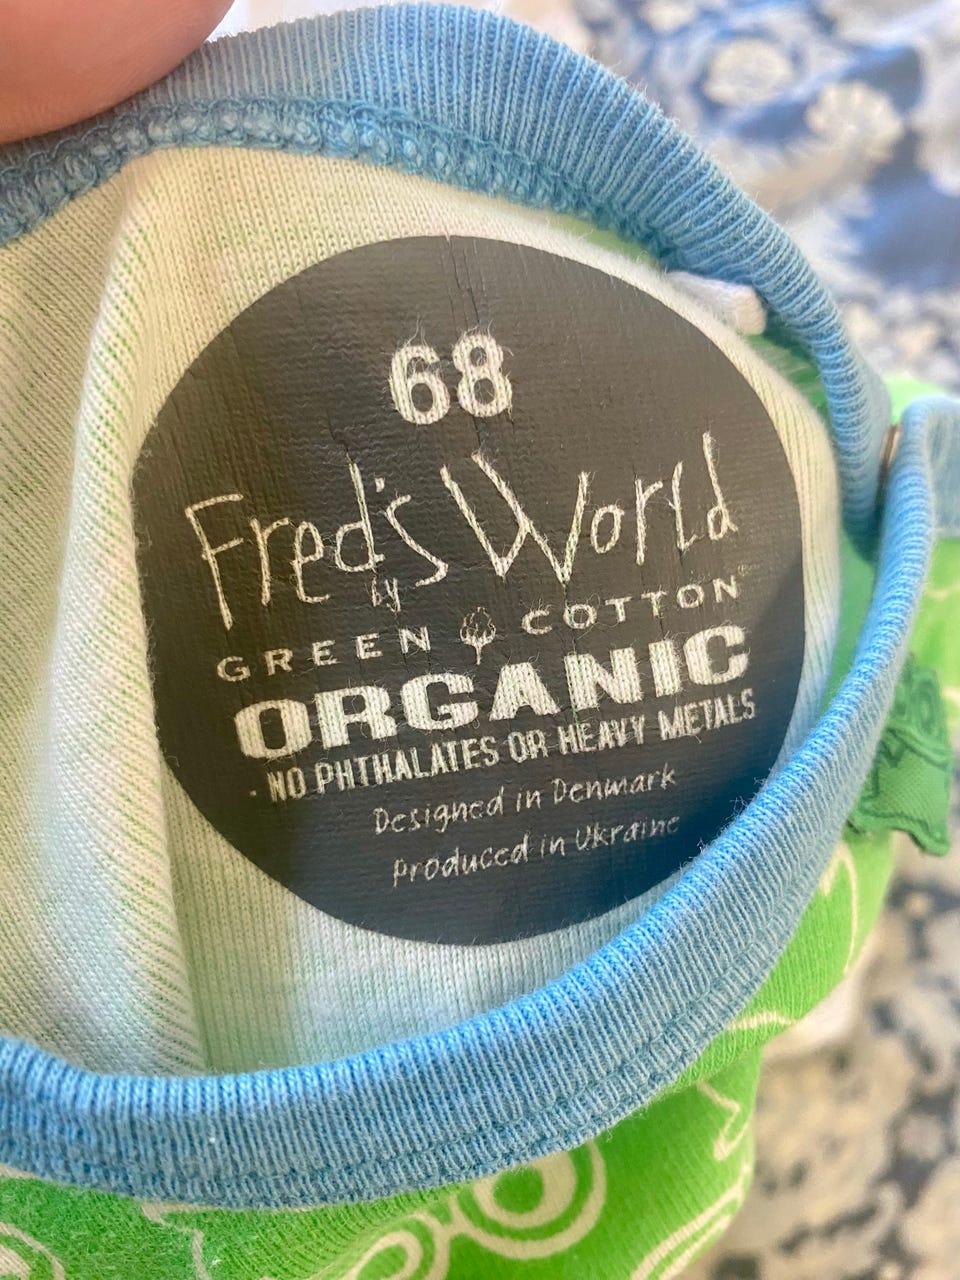 68
Fred's World
by
GREEN COTTON
ORGANIC
· NO PHTHALATES OR HEAVY METALS
Designed in Denmark
Produced in Ukraine